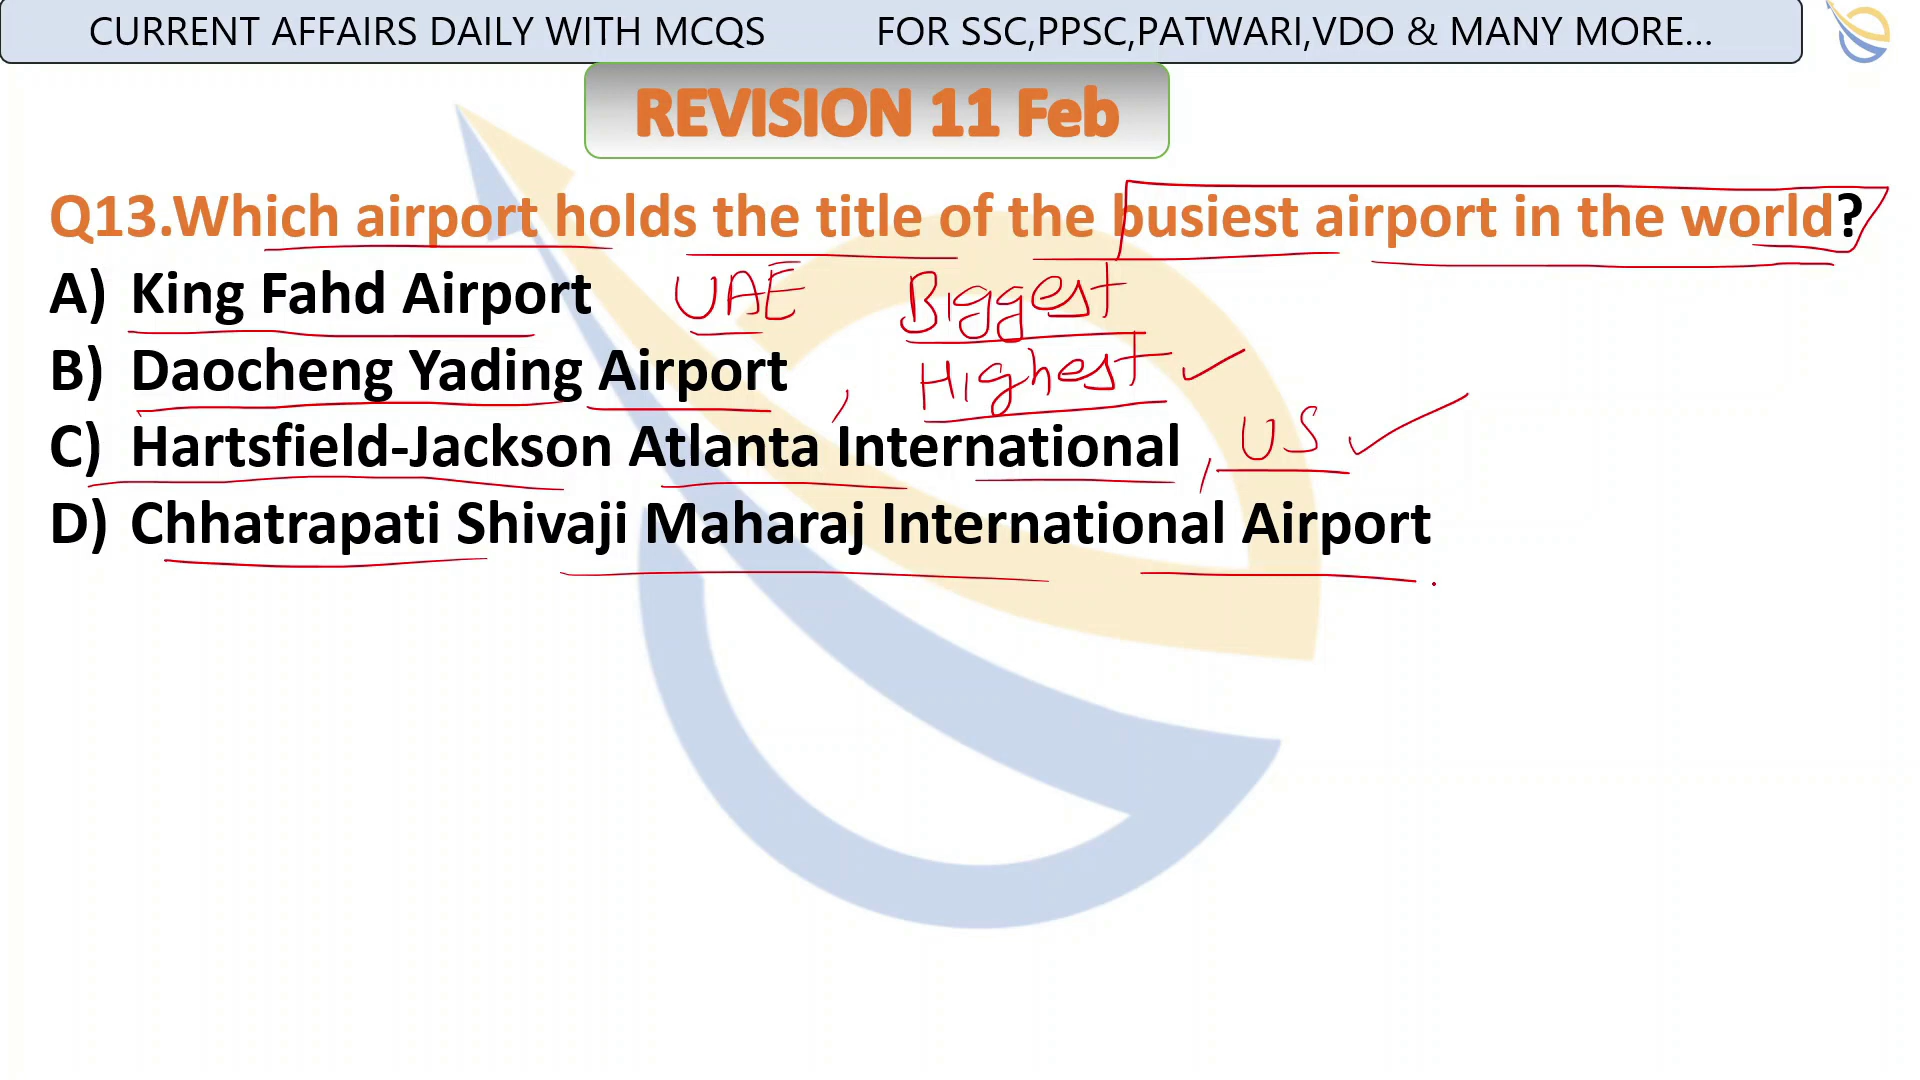 CURRENT AFFAIRS DAILY WITH MCQS FOR SSC,PPSC,PATWARI,VDO & MANY MORE...
REVISION 11 Feb
Q13.Which airport holds the title of the busiest airport in the world?
A) King Fahd Airport UAE Biggest
B) Daocheng Yading Airport , Highest
C) Hartsfield-Jackson Atlanta International , US
D) Chhatrapati Shivaji Maharaj International Airport